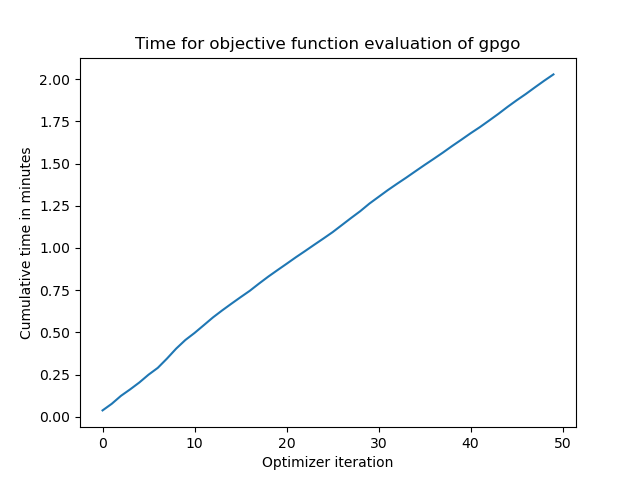 Time for objective function evaluation of gpgo
Cumulative time in minutes
2.00
1.75
1.50
1.25
1.00
0.75
0.50
0.25
0.00
0 10 20 30 40 50
Optimizer iteration